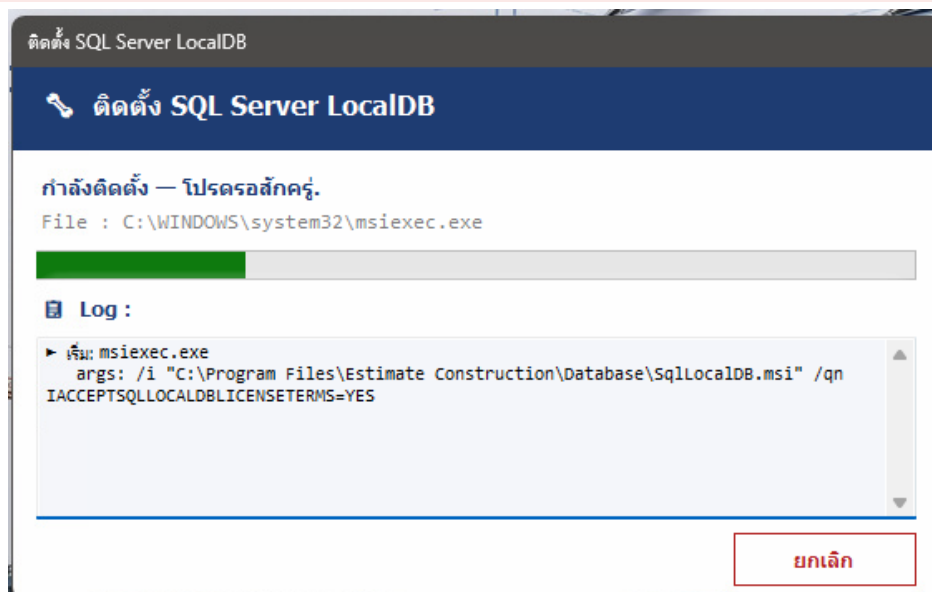 ติดตั้ง SQL Server LocalDB
ติดตั้ง SQL Server LocalDB
กำลังติดตั้ง — โปรดรอสักครู่.
File : C:\WINDOWS\system32\msiexec.exe
Log :
► เริ่ม: msiexec.exe
args: /i "C:\Program Files\Estimate Construction\Database\SqlLocalDB.msi" /qn
IACCEPTSQLLOCALDBLICENSETERMS=YES
ยกเลิก